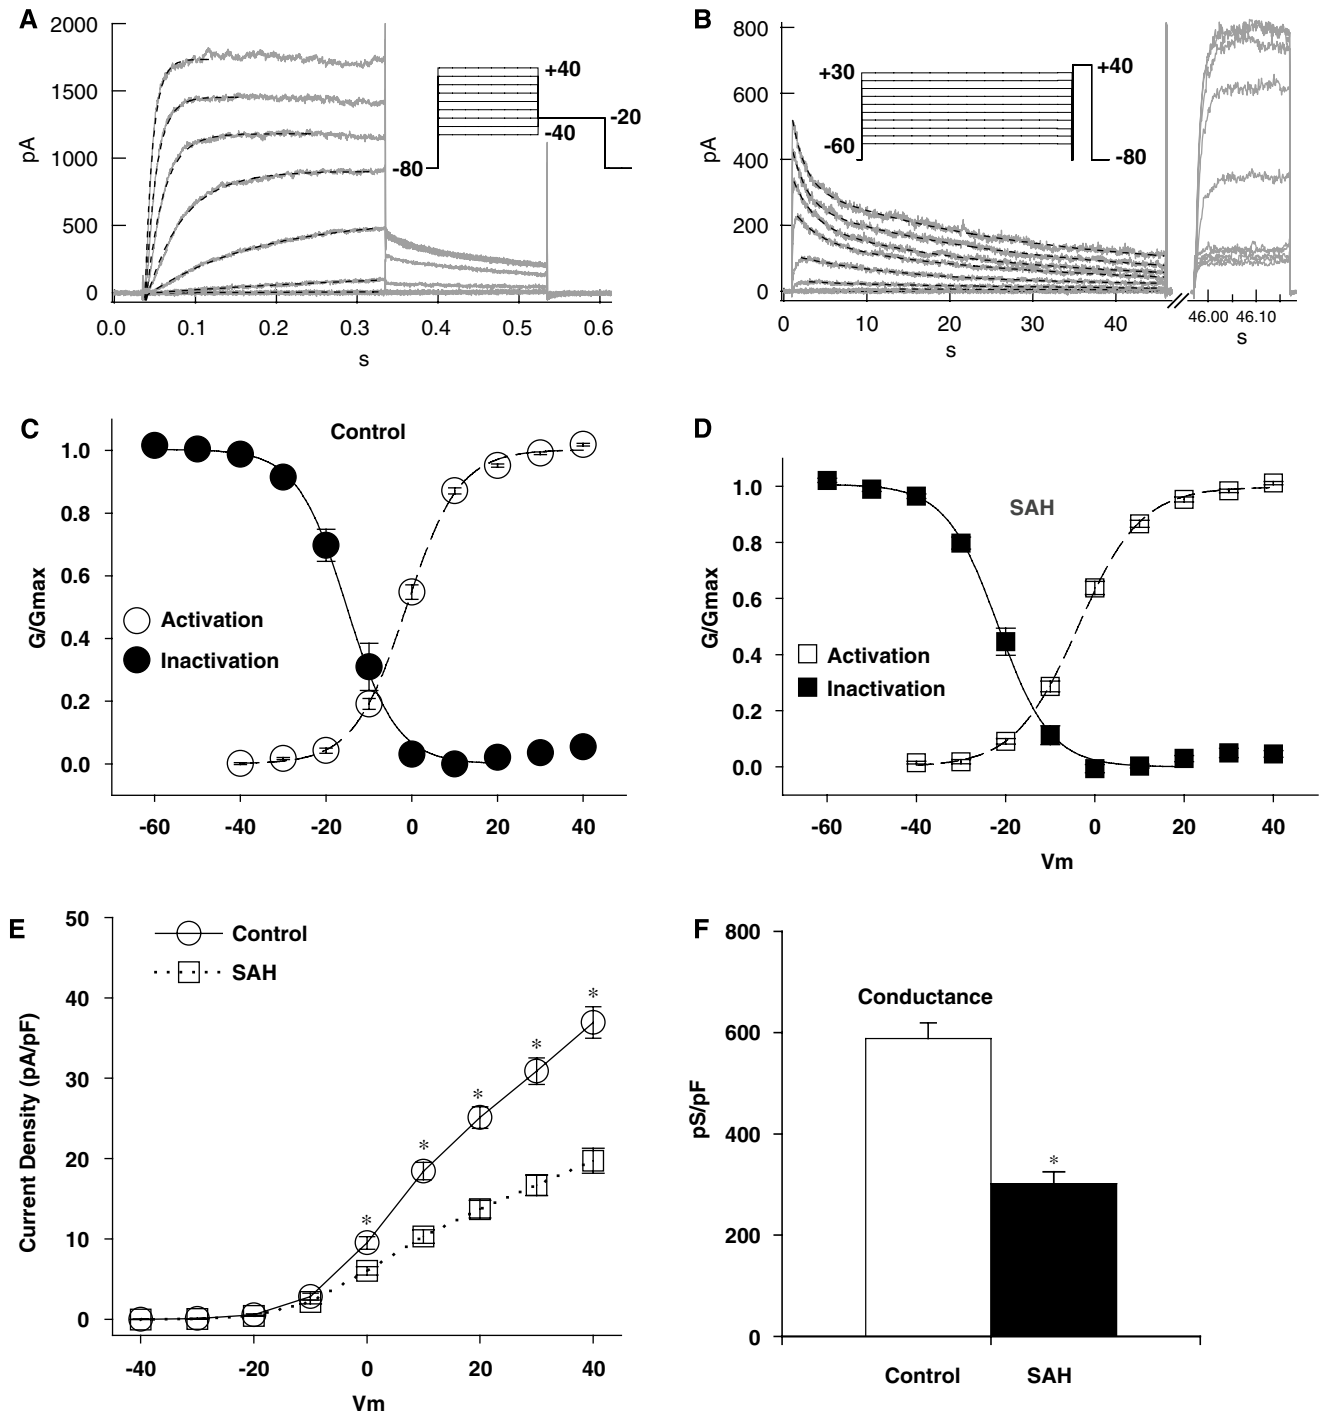 A
2000
1500
1000
500
0
pA
0.0 0.1 0.2 0.3 0.4 0.5 0.6
s
+40
-20
-40
-80
B
800
600
400
200
0
pA
0 10 20 30 40
s
46.00 46.10
s
+30
+40
-60
-80
C
Control
1.0
0.8
0.6
0.4
0.2
0.0
G/Gmax
Activation
Inactivation
-60 -40 -20 0 20 40
D
SAH
1.0
0.8
0.6
0.4
0.2
0.0
G/Gmax
Activation
Inactivation
-60 -40 -20 0 20 40
Vm
E
Control
SAH
50
40
30
20
10
0
Current Density (pA/pF)
* * * * *
-40 -20 0 20 40
Vm
F
800
600
400
200
0
pS/pF
Conductance
*
Control SAH